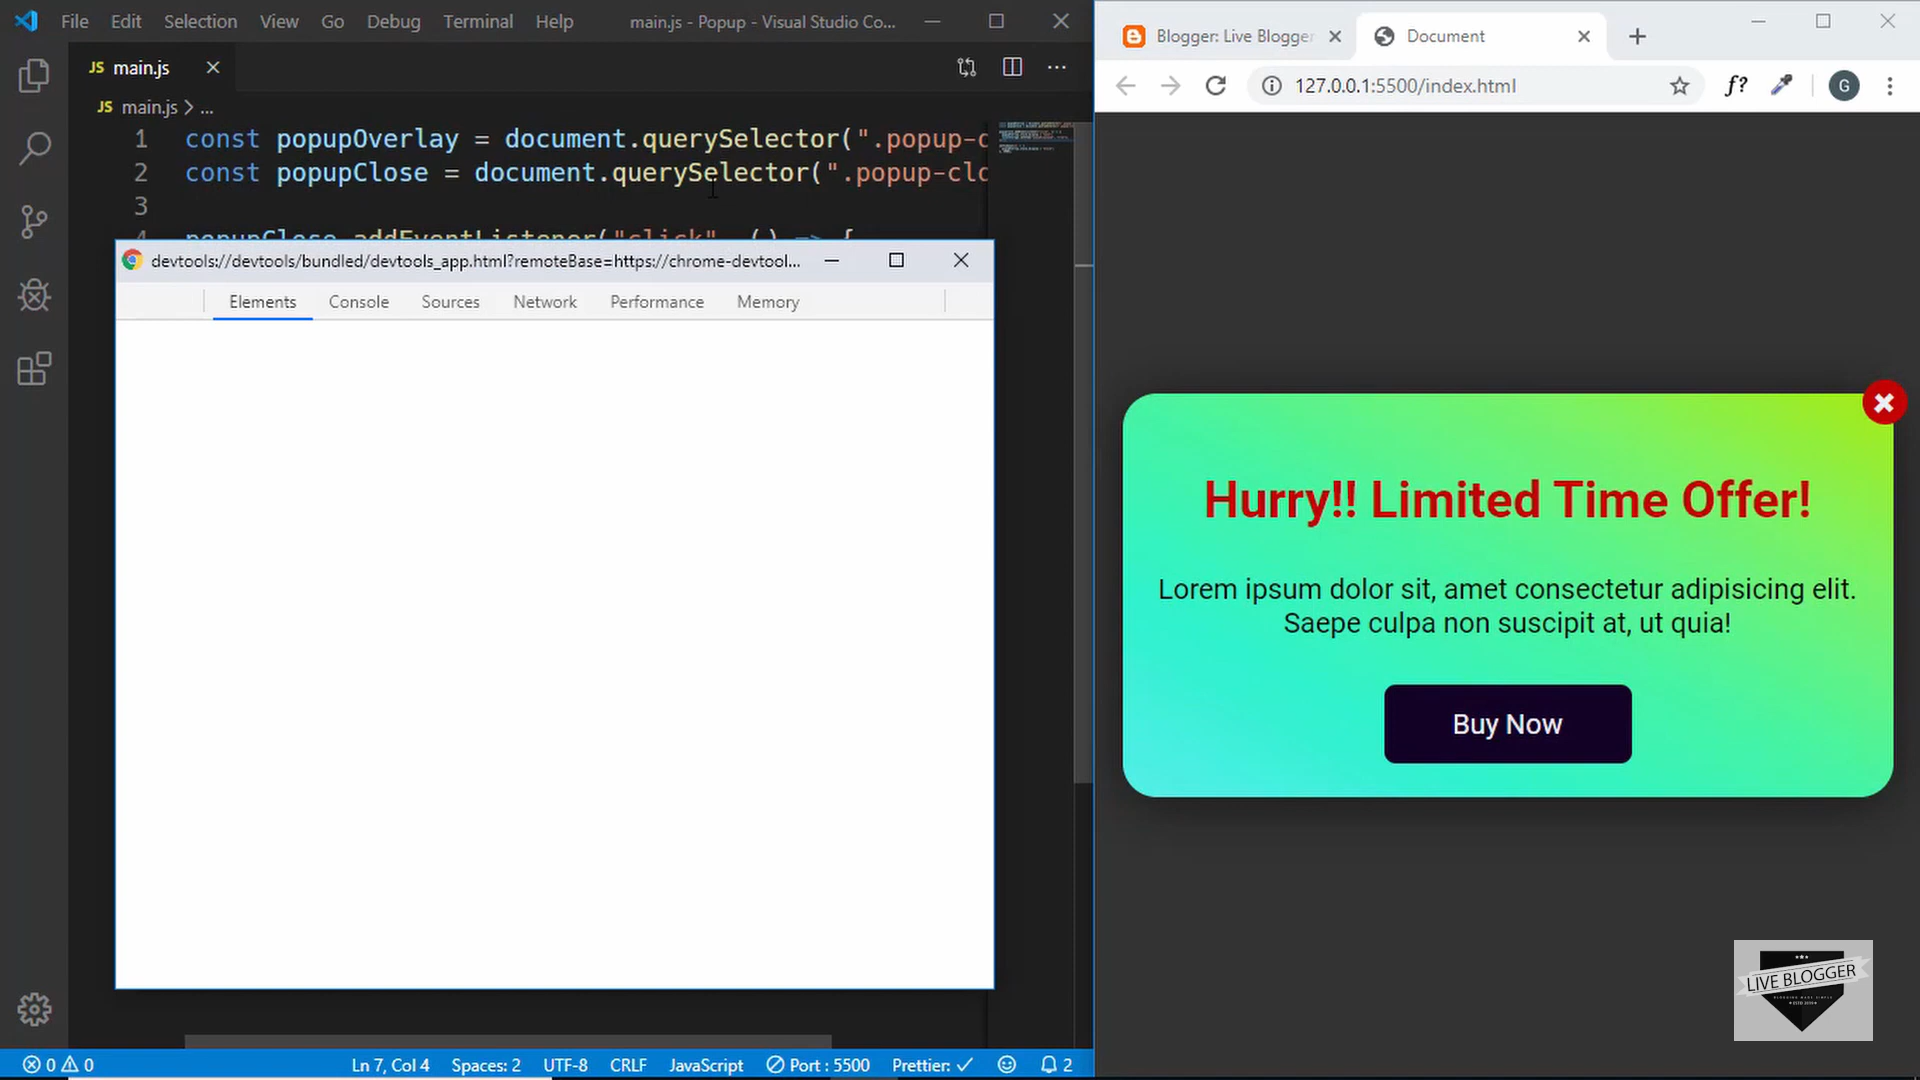 File Edit Selection View Go Debug Terminal Help main.js - Popup - Visual Studio Co...
JS main.js
JS main.js > ...
1 const popupOverlay = document.querySelector(".popup-o
2 const popupClose = document.querySelector(".popup-clo
3
4 popupClose.addEventListener("click", () => {
devtools://devtools/bundled/devtools_app.html?remoteBase=https://chrome-devtool...
Elements Console Sources Network Performance Memory
0 0 Ln 7, Col 4 Spaces: 2 UTF-8 CRLF JavaScript Port : 5500 Prettier: ✓ 2
Blogger: Live Blogger Document
127.0.0.1:5500/index.html f? G
Hurry!! Limited Time Offer!
Lorem ipsum dolor sit, amet consectetur adipisicing elit.
Saepe culpa non suscipit at, ut quia!
Buy Now
LIVE BLOGGER